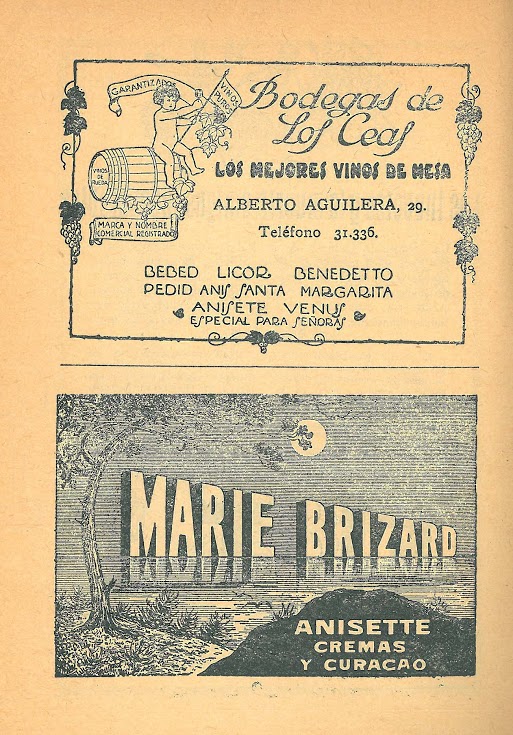 GARANTIZADOS
VINOS
PUROS
Bodegas de
Los Ceas
LOS MEJORES VINOS DE MESA
VINOS
DE
RUEDA
ALBERTO AGUILERA, 29.
Teléfono 31.336.
MARCA Y NOMBRE
COMERCIAL REGISTRADO
BEBED LICOR BENEDETTO
PEDID ANIS SANTA MARGARITA
ANISETE VENUS
ESPECIAL PARA SEÑORAS
MARIE BRIZARD
ANISETTE
CREMAS
Y CURACAO